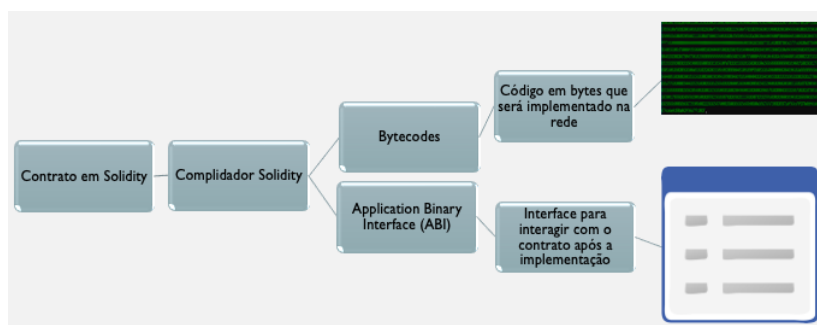 Contrato em Solidity
Complidador Solidity
Bytecodes
Código em bytes que
será implementado na
rede
Application Binary
Interface (ABI)
Interface para
interagir com o
contrato após a
implementação